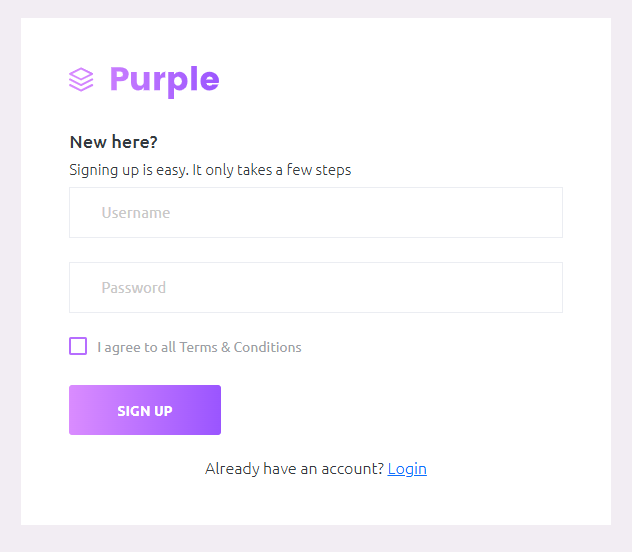 Purple
New here?
Signing up is easy. It only takes a few steps
Username
Password
I agree to all Terms & Conditions
SIGN UP
Already have an account? Login